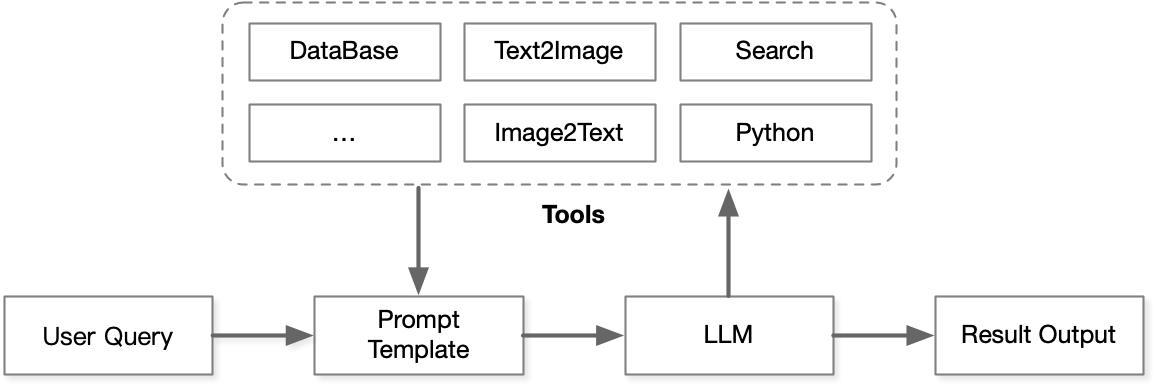 DataBase
Text2Image
Search
...
Image2Text
Python
Tools
User Query
Prompt
Template
LLM
Result Output